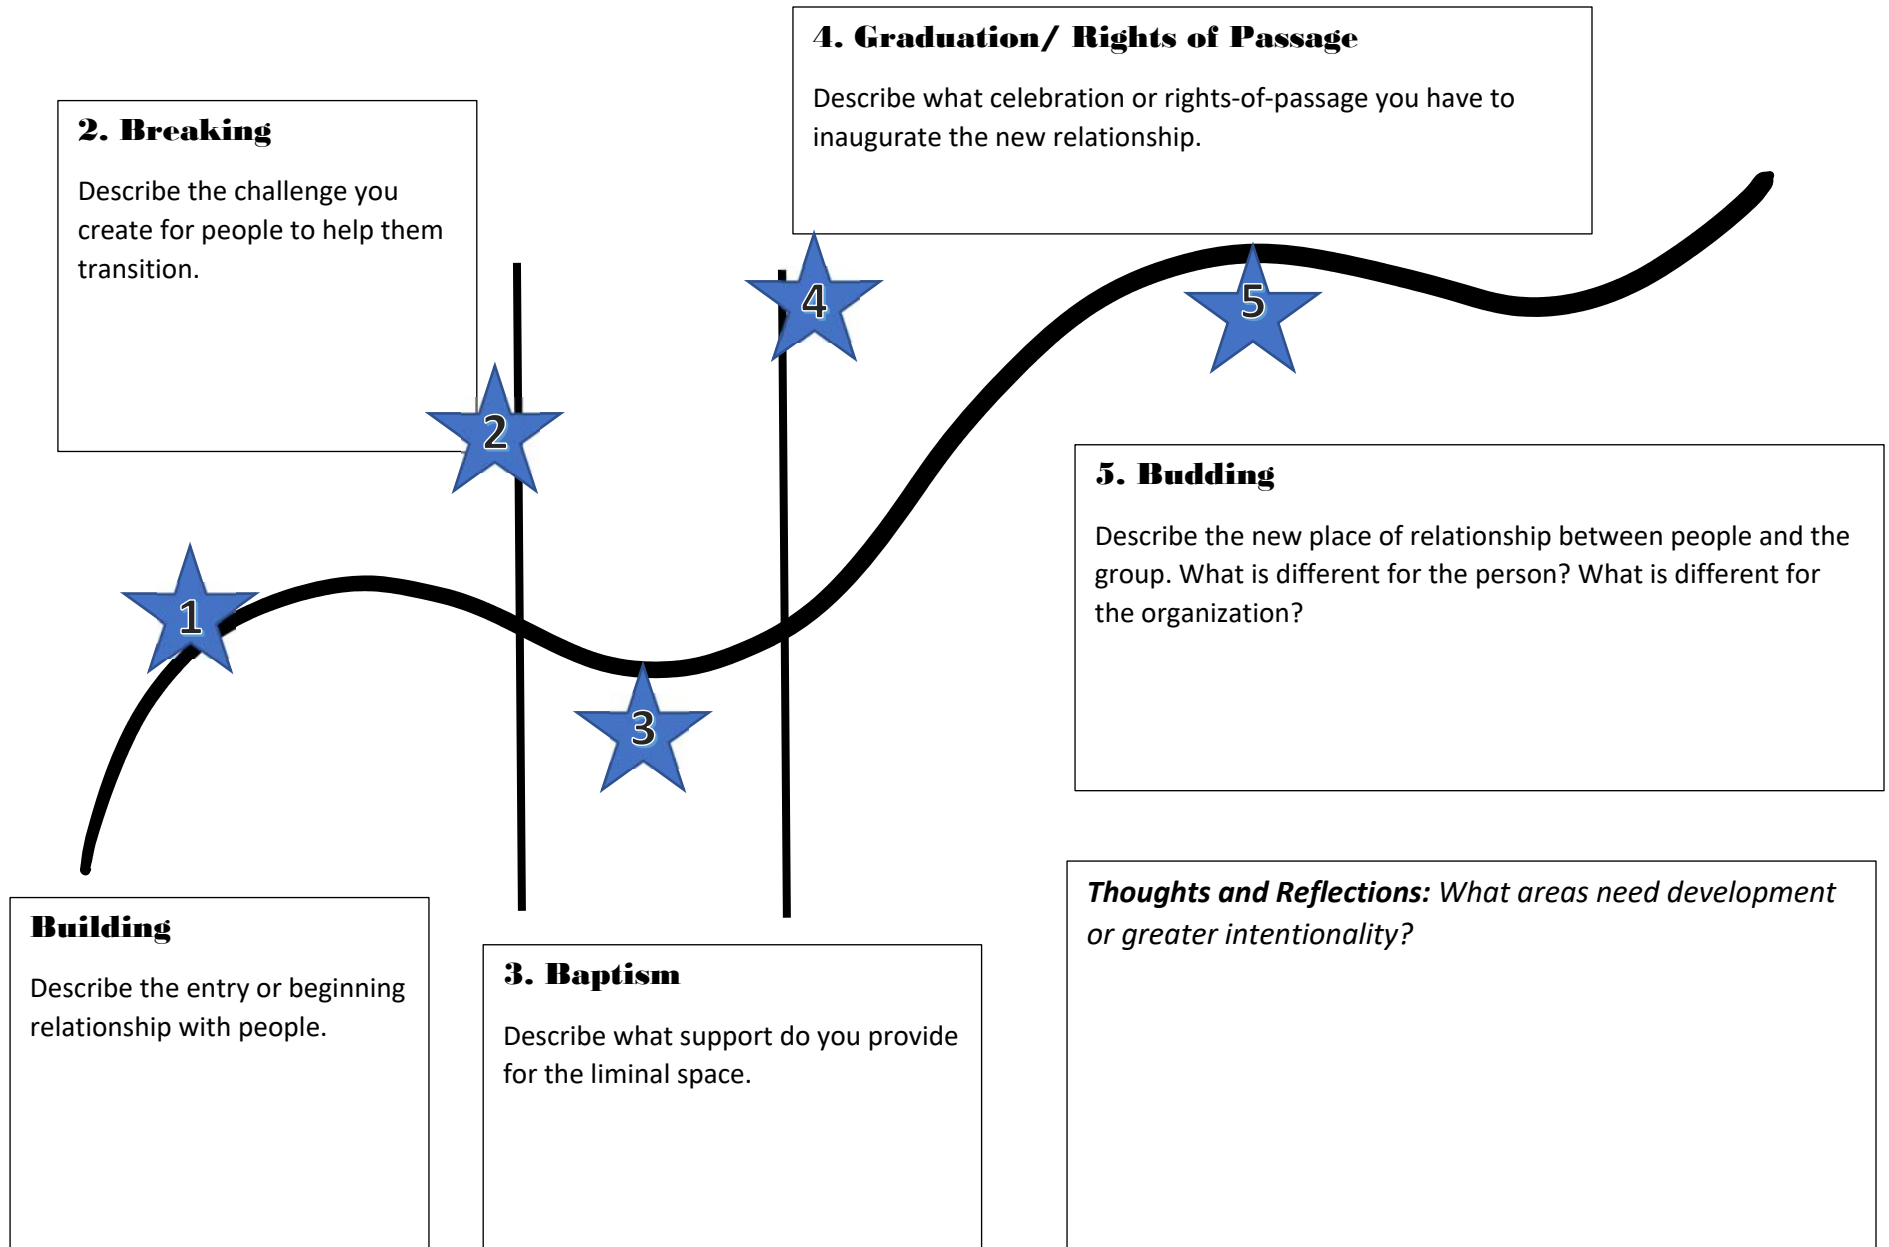 4. Graduation/ Rights of Passage
Describe what celebration or rights-of-passage you have to
inaugurate the new relationship.
2. Breaking
Describe the challenge you
create for people to help them
transition.
4
5
2
1
3
5. Budding
Describe the new place of relationship between people and the
group. What is different for the person? What is different for
the organization?
Building
Describe the entry or beginning
relationship with people.
3. Baptism
Describe what support do you provide
for the liminal space.
Thoughts and Reflections: What areas need development
or greater intentionality?